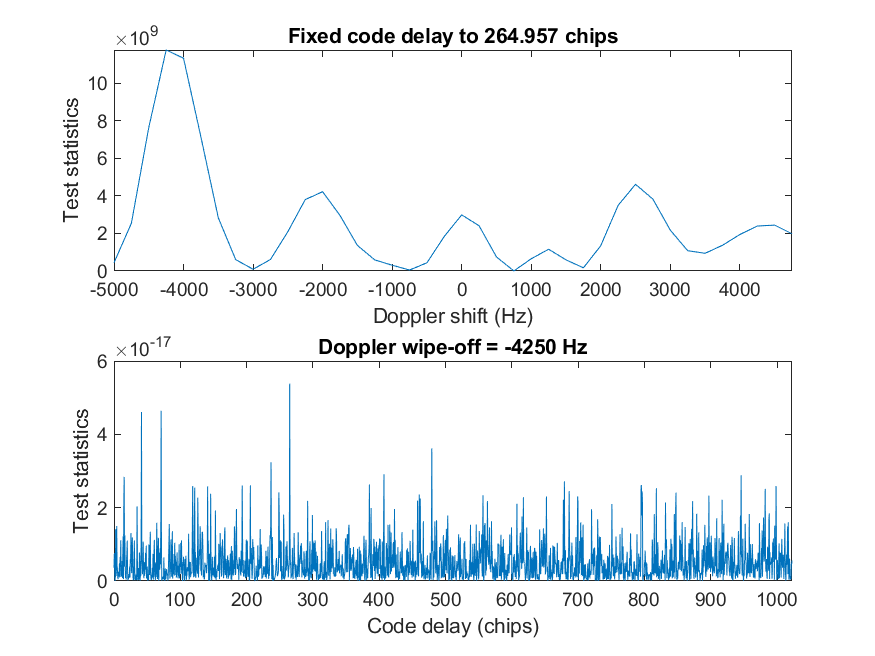 ×10^9
Fixed code delay to 264.957 chips
10
8
6
4
2
0
Test statistics
-5000 -4000 -3000 -2000 -1000 0 1000 2000 3000 4000
Doppler shift (Hz)
×10^-17
Doppler wipe-off = -4250 Hz
6
4
2
0
Test statistics
0 100 200 300 400 500 600 700 800 900 1000
Code delay (chips)